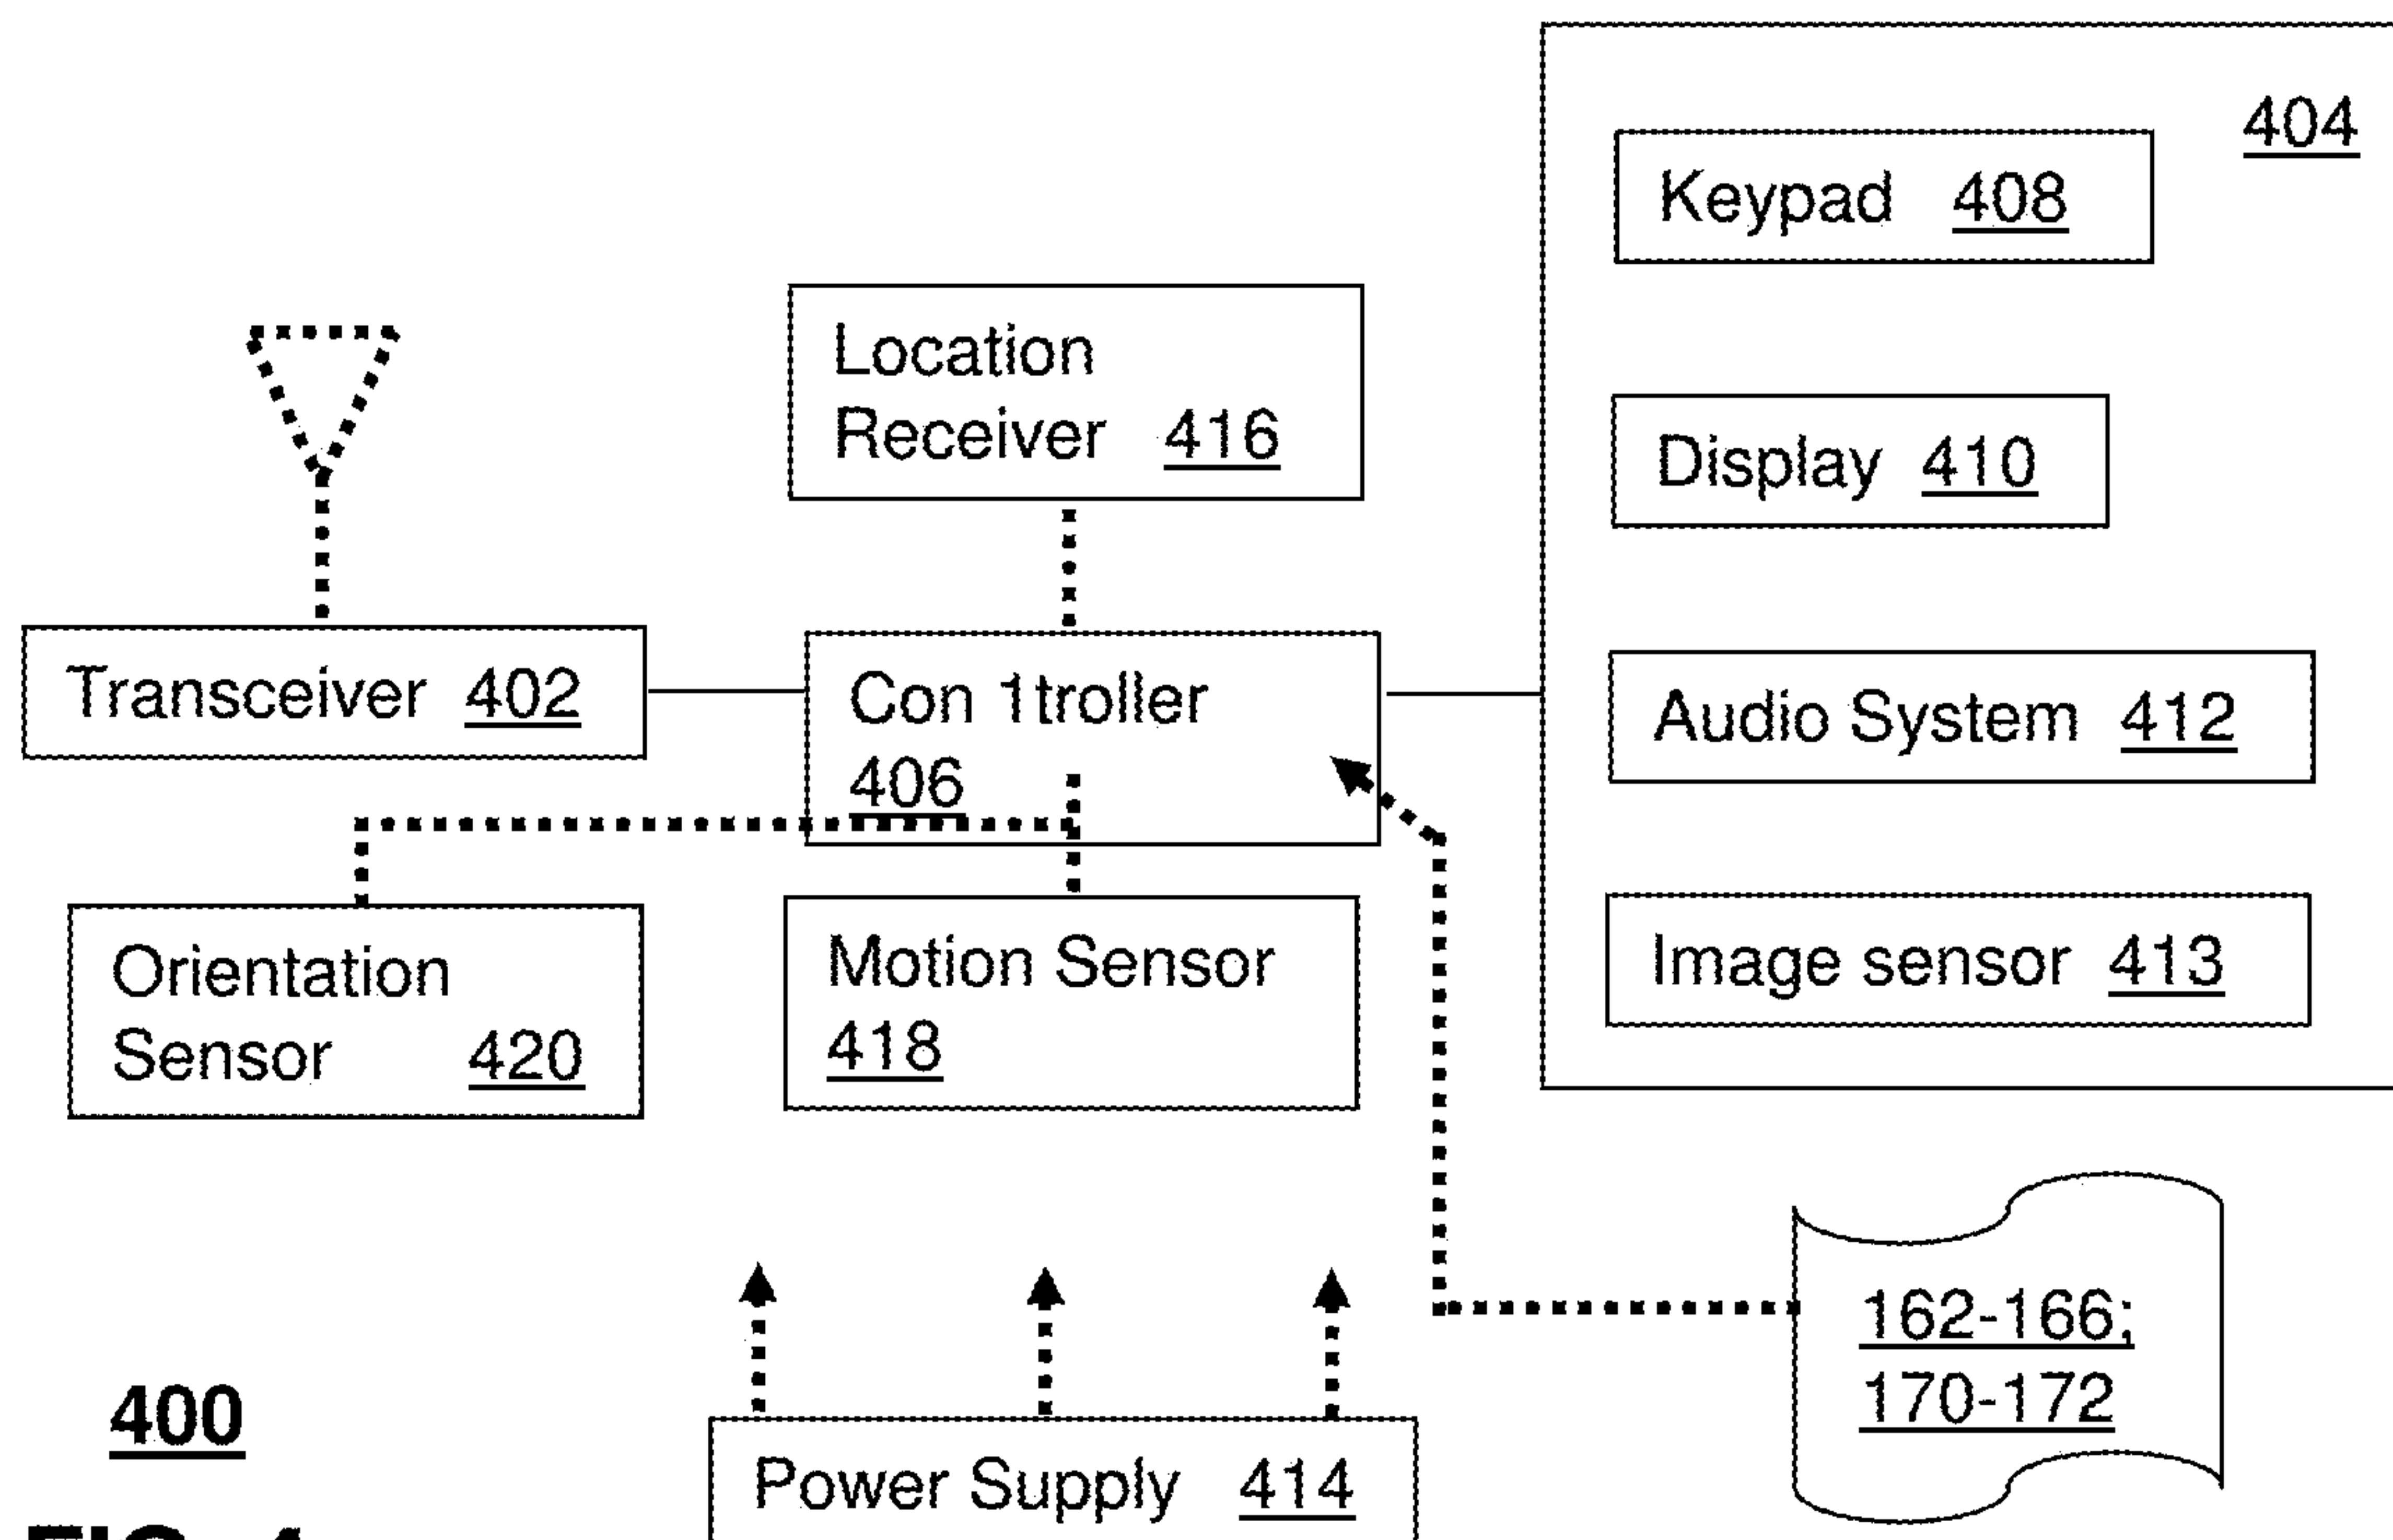 404
Keypad 408
Location
Receiver 416
Display 410
Transceiver 402
Con 1troller
406
Audio System 412
Orientation
Sensor 420
Motion Sensor
418
Image sensor 413
162-166;
170-172
400
Power Supply 414